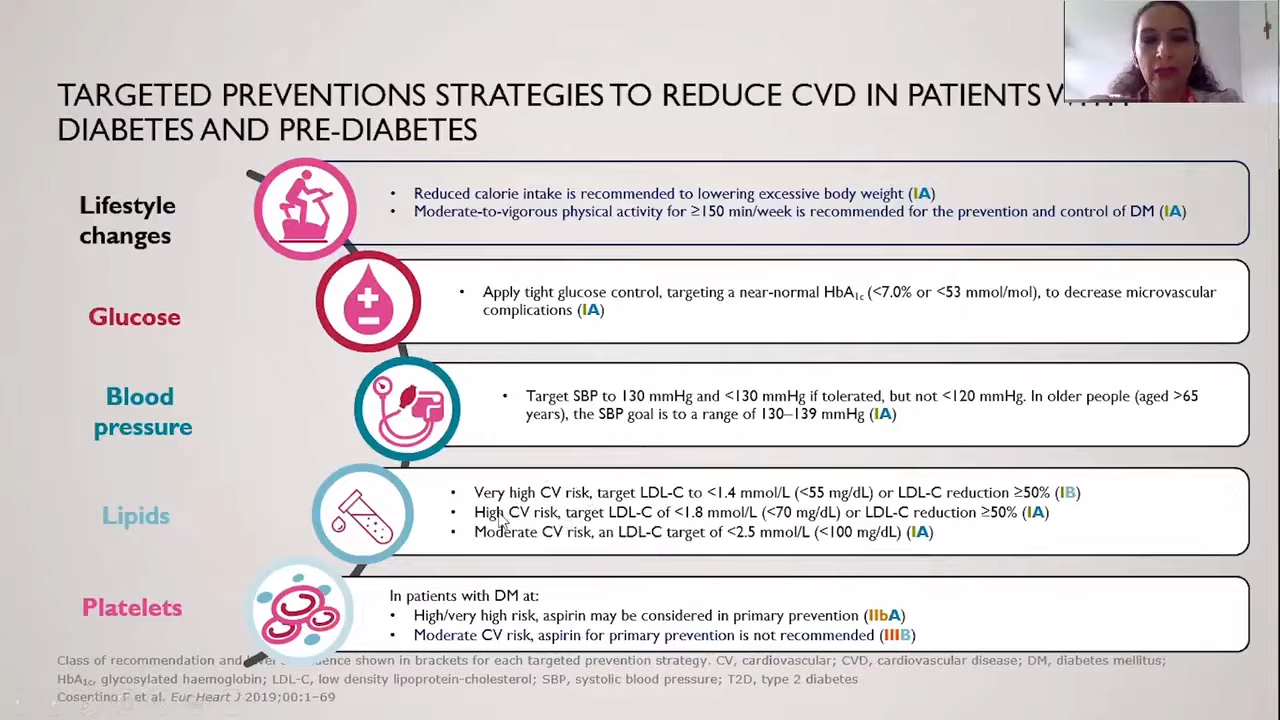 TARGETED PREVENTIONS STRATEGIES TO REDUCE CVD IN PATIENTS
DIABETES AND PRE-DIABETES
Lifestyle
changes
• Reduced calorie intake is recommended to lowering excessive body weight (IA)
• Moderate-to-vigorous physical activity for ≥150 min/week is recommended for the prevention and control of DM (IA)
Glucose
• Apply tight glucose control, targeting a near-normal HbA1c (<7.0% or <53 mmol/mol), to decrease microvascular
complications (IA)
Blood
pressure
• Target SBP to 130 mmHg and <130 mmHg if tolerated, but not <120 mmHg. In older people (aged >65
years), the SBP goal is to a range of 130–139 mmHg (IA)
Lipids
• Very high CV risk, target LDL-C to <1.4 mmol/L (<55 mg/dL) or LDL-C reduction ≥50% (IB)
• High CV risk, target LDL-C of <1.8 mmol/L (<70 mg/dL) or LDL-C reduction ≥50% (IA)
• Moderate CV risk, an LDL-C target of <2.5 mmol/L (<100 mg/dL) (IA)
Platelets
In patients with DM at:
• High/very high risk, aspirin may be considered in primary prevention (IIbA)
• Moderate CV risk, aspirin for primary prevention is not recommended (IIIB)
Class of recommendation and shown in brackets for each targeted prevention strategy. CV, cardiovascular; CVD, cardiovascular disease; DM, diabetes mellitus;
HbA1c, glycosylated haemoglobin; LDL-C, low density lipoprotein-cholesterol; SBP, systolic blood pressure; T2D, type 2 diabetes
Cosentino F et al. Eur Heart J 2019;00:1–69